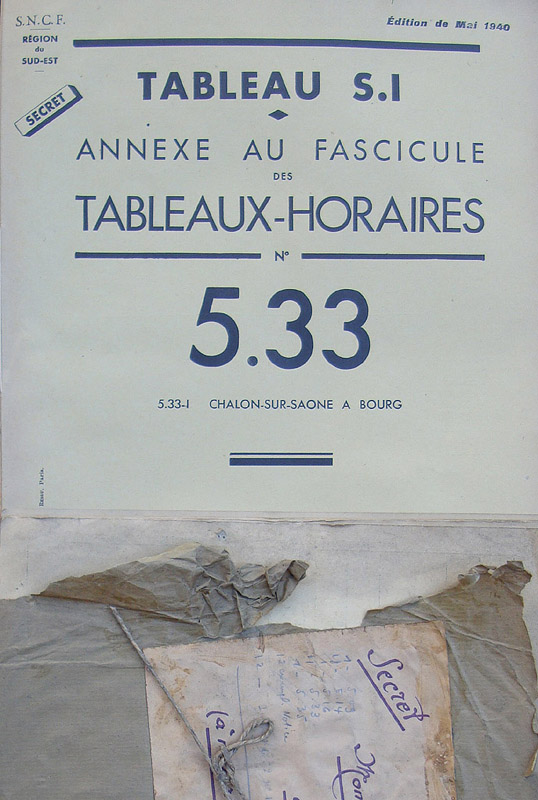 S.N.C.F.
RÉGION
du
SUD-EST
Édition de Mai 1940
SECRET
TABLEAU S.I
ANNEXE AU FASCICULE
DES
TABLEAUX-HORAIRES
N°
5.33
5.33-I CHALON-SUR-SAONE A BOURG
Paris.
Secret